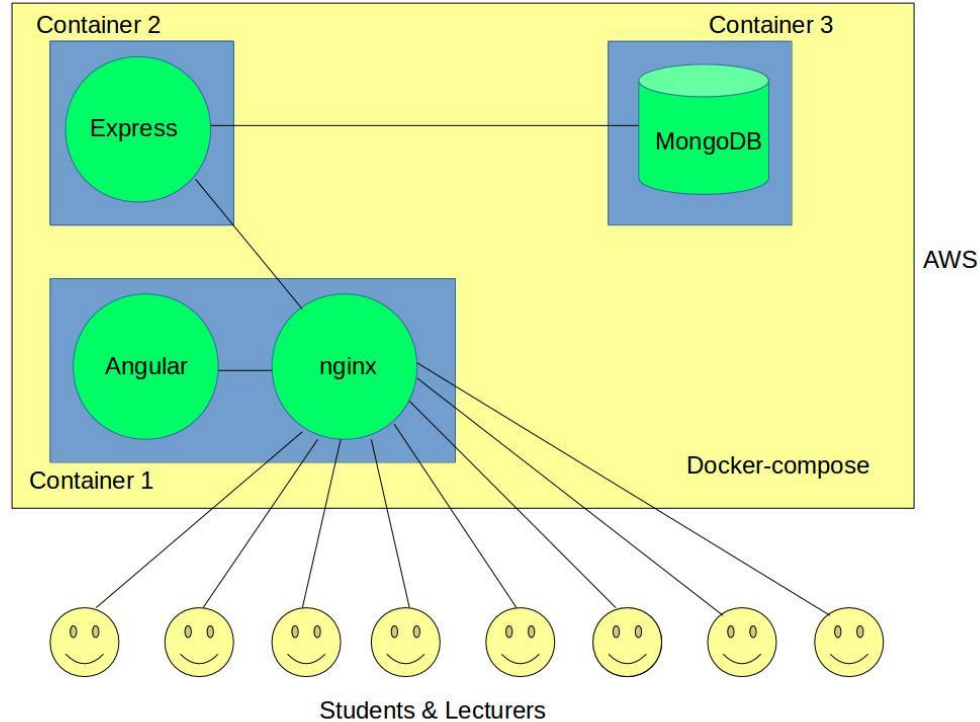 Container 2
Container 3
Express
MongoDB
AWS
Angular
nginx
Docker-compose
Container 1
Students & Lecturers